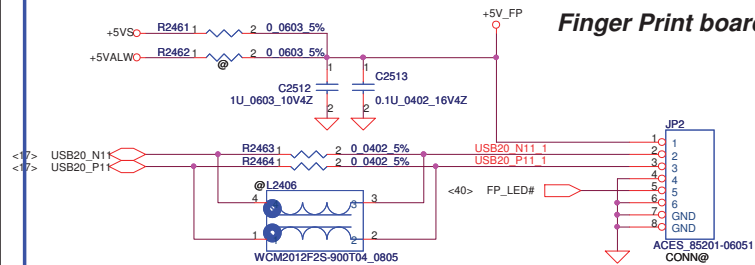 +5V_FP
Finger Print board
+5VS R2461 1 2 0_0603_5%
+5VALW R2462 1 2 0_0603_5%
@
1 1
C2512 C2513
1U_0603_10V4Z 0.1U_0402_16V4Z
2 2
JP2
<17> USB20_N11 R2463 1 2 0_0402_5% USB20_N11_1
<17> USB20_P11 R2464 1 2 0_0402_5% USB20_P11_1
1 1
2 2
3 3
4 4
5 5
6 6
7 GND
8 GND
@ L2406
4 3 3
<40> FP_LED#
1 2 2
WCM2012F2S-900T04_0805
ACES_85201-06051
CONN@